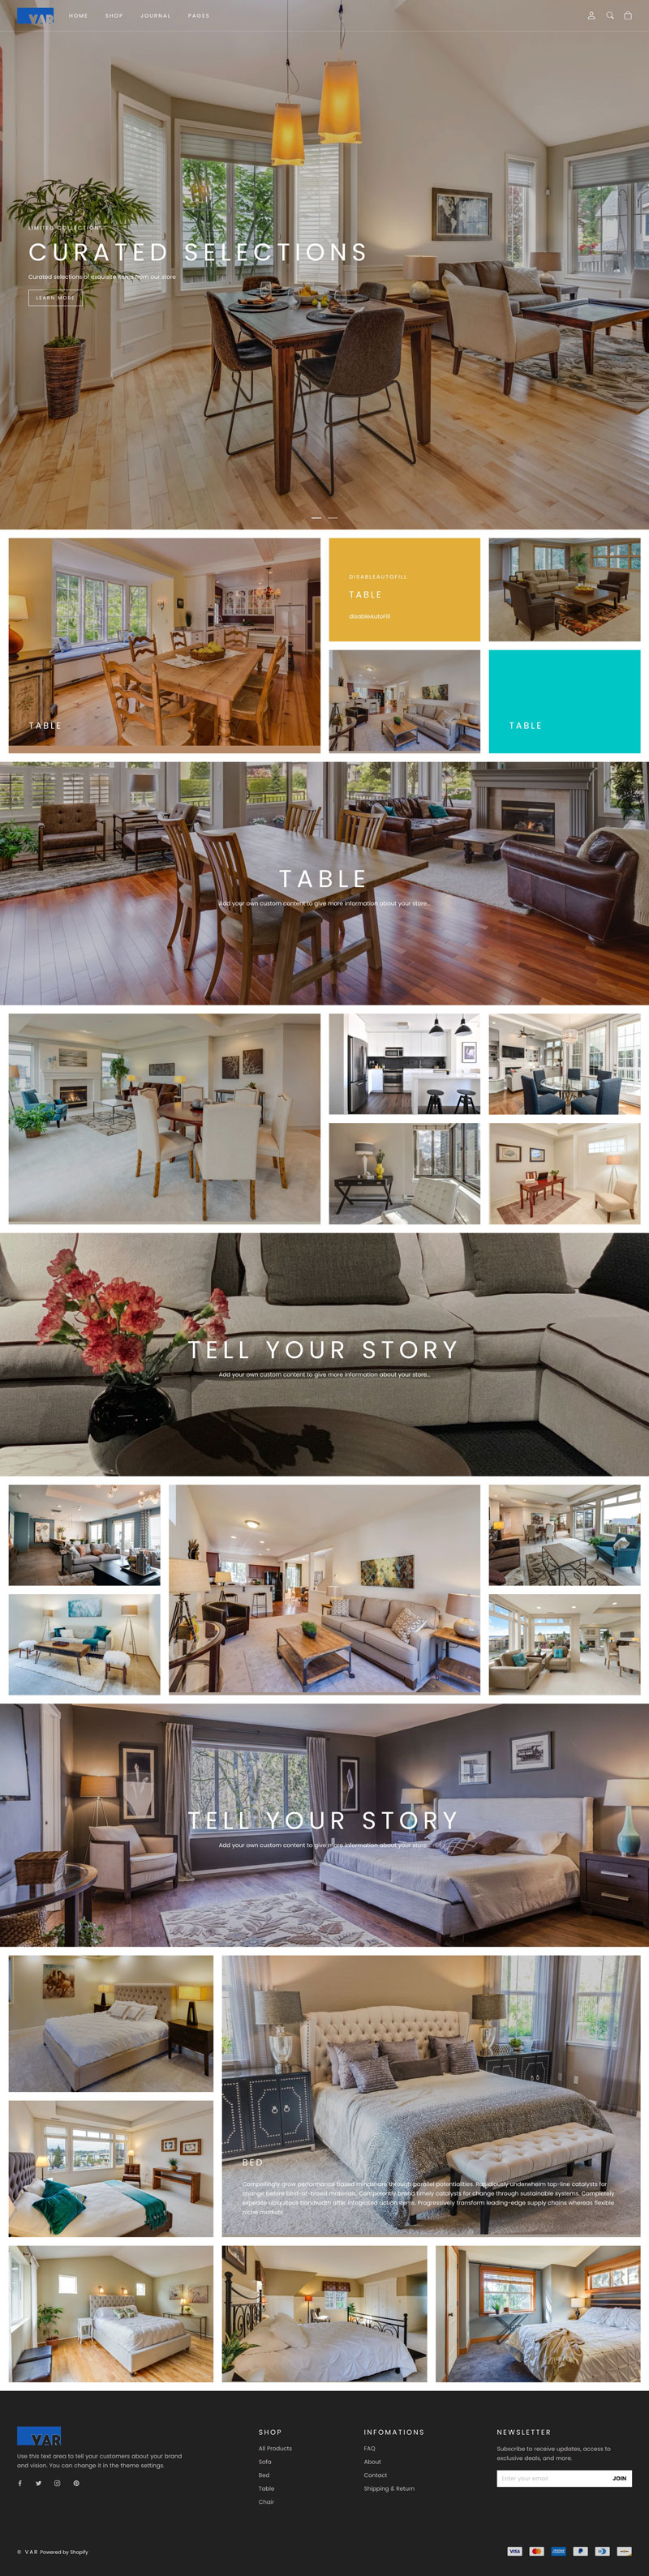 VAR
HOME SHOP JOURNAL PAGES
LIMITED COLLECTIONS
CURATED SELECTIONS
Curated selections of exquisite items from our store
LEARN MORE
DISABLEAUTOFILL
TABLE
disableAutoFill
TABLE
TABLE
TABLE
Add your own custom content to give more information about your store...
TELL YOUR STORY
Add your own custom content to give more information about your store...
TELL YOUR STORY
Add your own custom content to give more information about your store...
BED
Compellingly grow performance based mindshare through parallel potentialities. Rapidiously underwhelm top-line catalysts for
change before best-of-breed materials. Competently brand timely catalysts for change through sustainable systems. Completely
expedite ubiquitous bandwidth after integrated action items. Progressively transform leading-edge supply chains whereas flexible
niche markets
VAR
Use this text area to tell your customers about your brand
and vision. You can change it in the theme settings.
SHOP
All Products
Sofa
Bed
Table
Chair
INFOMATIONS
FAQ
About
Contact
Shipping & Return
NEWSLETTER
Subscribe to receive updates, access to
exclusive deals, and more.
Enter your email JOIN
© VAR Powered by Shopify
VISA